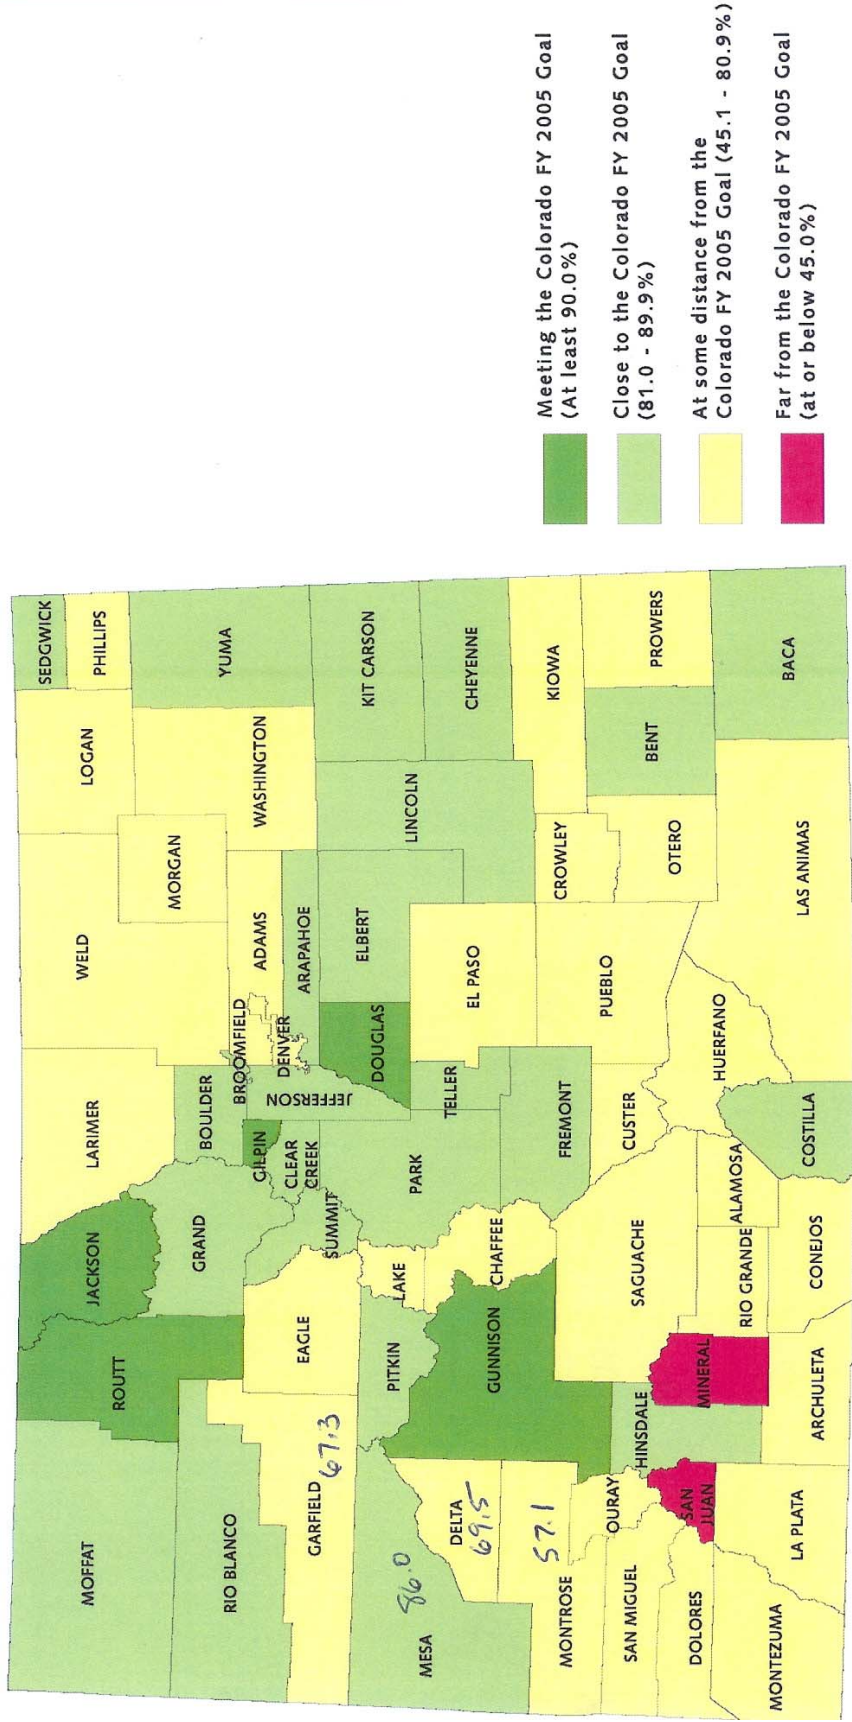 MOFFAT
ROUTT
JACKSON
LARIMER
WELD
LOGAN
SEDGWICK
PHILLIPS
MORGAN
RIO BLANCO
GRAND
BOULDER
BROOMFIELD
ADAMS
WASHINGTON
YUMA
GARFIELD
67.3
EAGLE
SUMMIT
CLEAR
CREEK
GILPIN
JEFFERSON
DENVER
ARAPAHOE
DOUGLAS
ELBERT
LINCOLN
KIT CARSON
MESA
86.0
PITKIN
LAKE
PARK
TELLER
EL PASO
CHEYENNE
DELTA
69.5
GUNNISON
CHAFFEE
FREMONT
MONTROSE
57.1
OURAY
SAN MIGUEL
HINSDALE
SAGUACHE
CUSTER
PUEBLO
CROWLEY
KIOWA
DOLORES
SAN
JUAN
MINERAL
RIO GRANDE
ALAMOSA
HUERFANO
OTERO
BENT
PROWERS
MONTEZUMA
LA PLATA
ARCHULETA
CONEJOS
COSTILLA
LAS ANIMAS
BACA
Meeting the Colorado FY 2005 Goal
(At least 90.0%)
Close to the Colorado FY 2005 Goal
(81.0 - 89.9%)
At some distance from the
Colorado FY 2005 Goal (45.1 - 80.9%)
Far from the Colorado FY 2005 Goal
(at or below 45.0%)